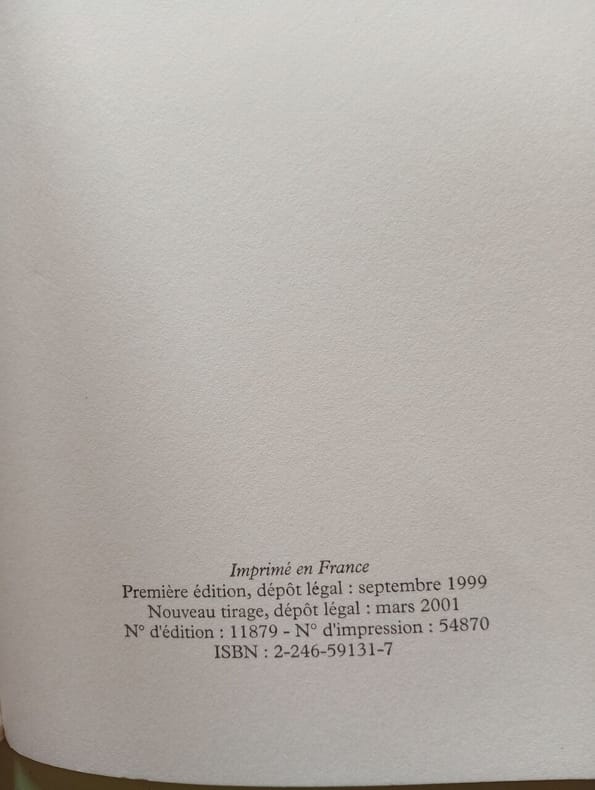 Imprimé en France
Première édition, dépôt légal : septembre 1999
Nouveau tirage, dépôt légal : mars 2001
N° d'édition : 11879 - N° d'impression : 54870
ISBN : 2-246-59131-7